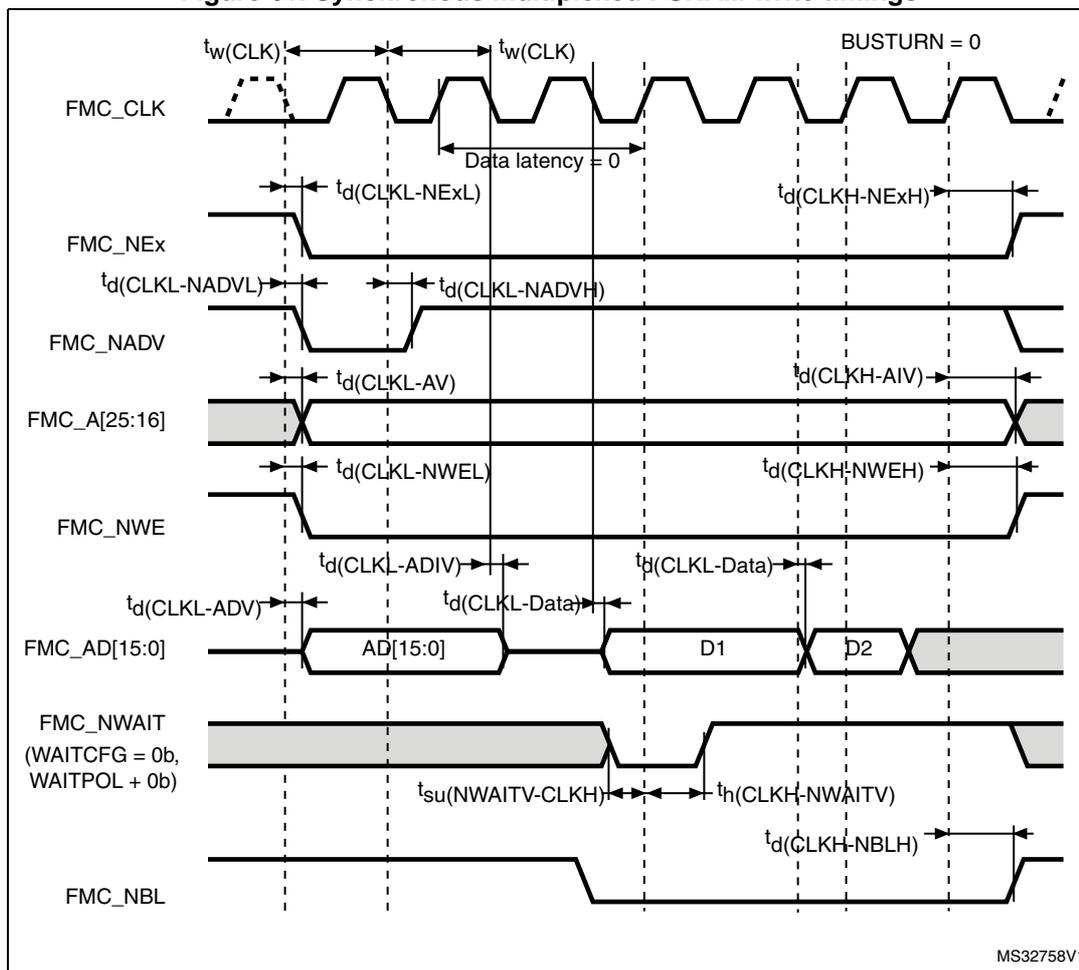 tw(CLK)
tw(CLK)
BUSTURN = 0
FMC_CLK
Data latency = 0
td(CLKL-NExL)
td(CLKH-NExH)
FMC_NEx
td(CLKL-NADVL)
td(CLKL-NADVH)
FMC_NADV
td(CLKL-AV)
td(CLKH-AIV)
FMC_A[25:16]
td(CLKL-NWEL)
td(CLKH-NWEH)
FMC_NWE
td(CLKL-ADIV)
td(CLKL-Data)
td(CLKL-ADV)
td(CLKL-Data)
FMC_AD[15:0]
AD[15:0]
D1
D2
FMC_NWAIT
(WAITCFG = 0b,
WAITPOL + 0b)
tsu(NWAITV-CLKH)
th(CLKH-NWAITV)
td(CLKH-NBLH)
FMC_NBL